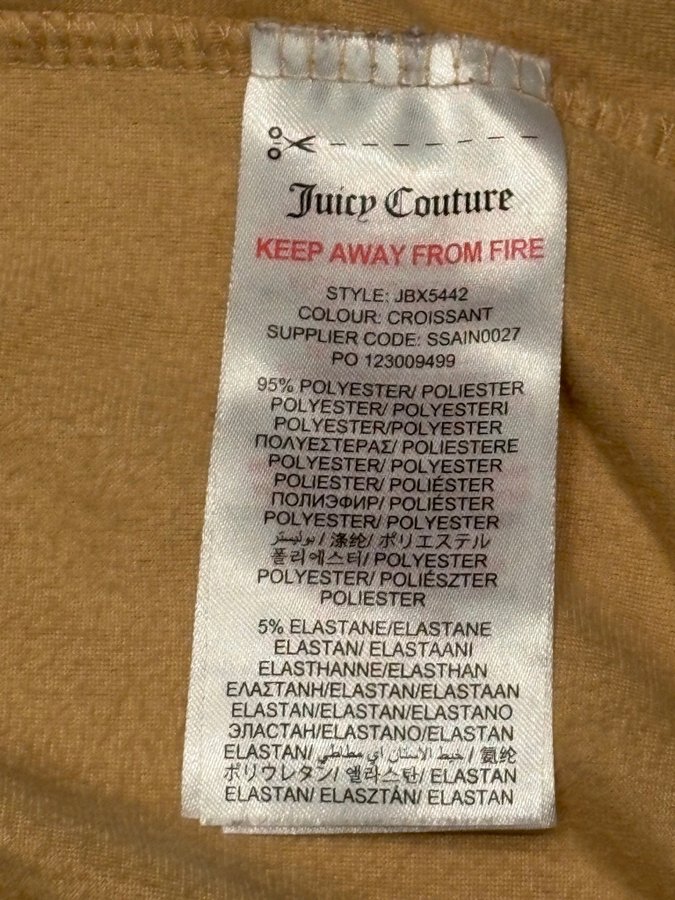 Juicy Couture
KEEP AWAY FROM FIRE
STYLE: JBX5442
COLOUR: CROISSANT
SUPPLIER CODE: SSAIN0027
PO 123009499
95% POLYESTER/ POLIESTER
POLYESTER/ POLYESTERI
POLYESTER/POLYESTER
ΠΟΛΥΕΣΤΕΡΑΣ/ POLIESTERE
POLYESTER/ POLYESTER
POLIESTER/ POLIÉSTER
ПОЛИЭФИР/ POLIÉSTER
POLYESTER/ POLYESTER
بوليستر / 涤纶/ ポリエステル
폴리에스터/ POLYESTER
POLYESTER/ POLIÉSZTER
POLIESTER
5% ELASTANE/ELASTANE
ELASTAN/ ELASTAANI
ELASTHANNE/ELASTHAN
ΕΛΑΣΤΑΝΗ/ELASTAN/ELASTAAN
ELASTAN/ELASTAN/ELASTANO
ЭЛАСТАН/ELASTANO/ELASTAN
ELASTAN/ خيط الاستان اي مطاطي / 氨纶
ポリウレタン/ 엘라스탄/ ELASTAN
ELASTAN/ ELASZTÁN/ ELASTAN